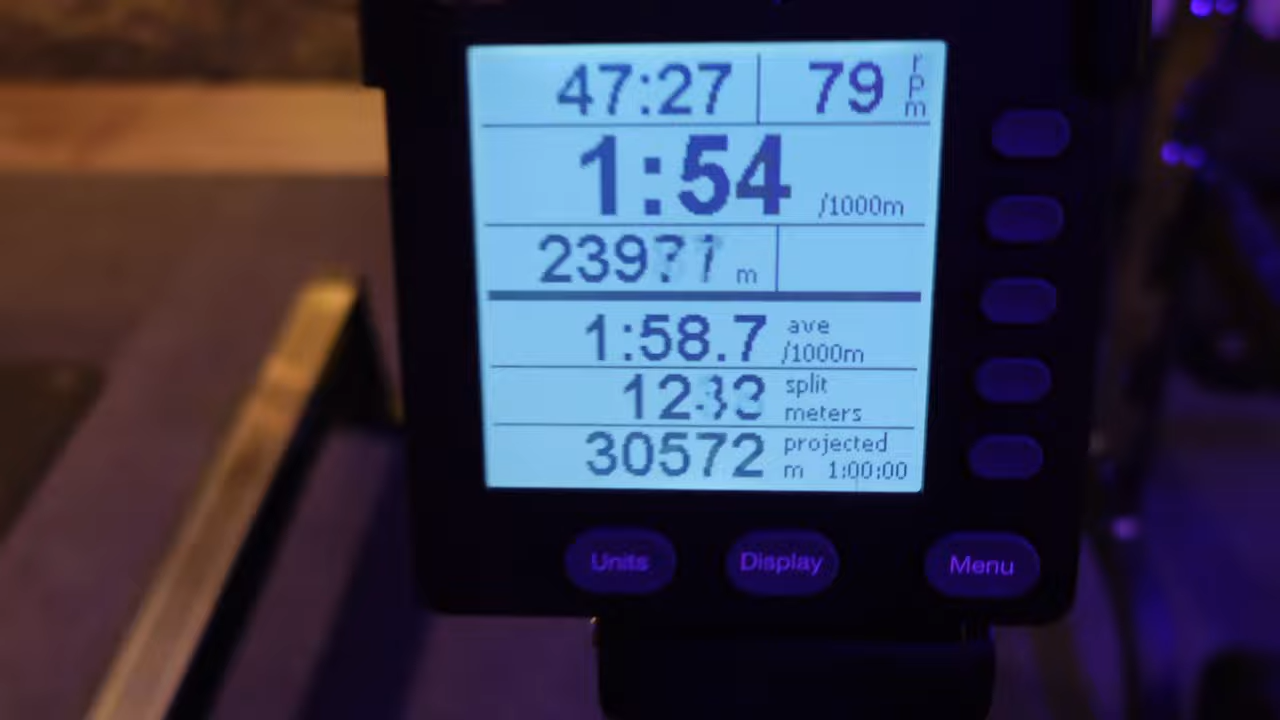 47:27 79 rpm
1:54 /1000m
m
1:58.7 ave /1000m
split meters
30572 projected m 1:00:00
Units Display Menu